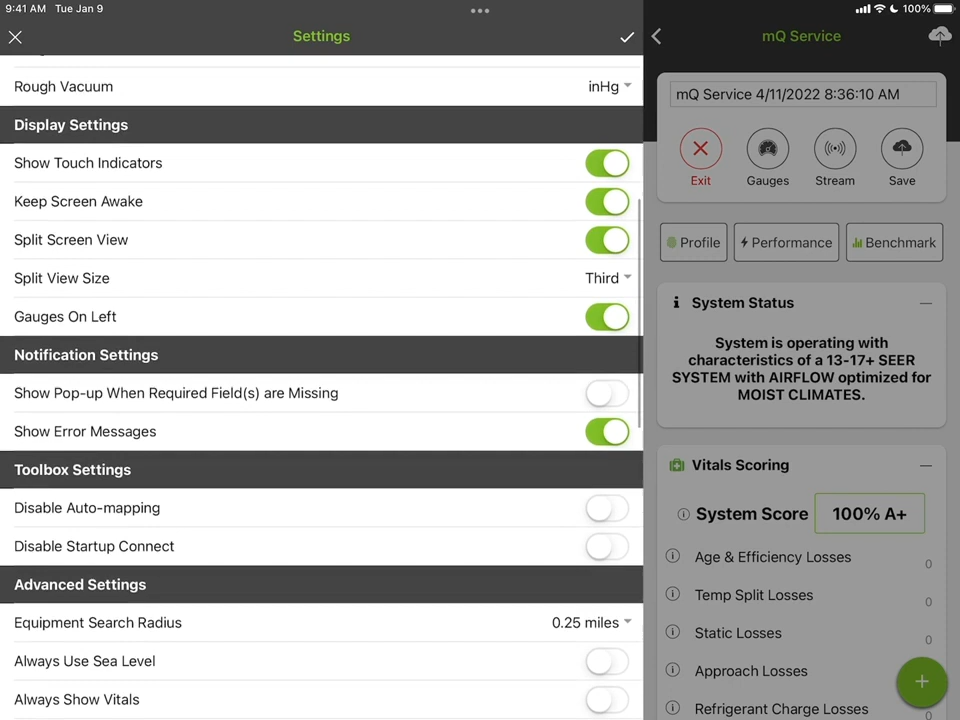 9:41 AM Tue Jan 9
100%
Settings
Rough Vacuum inHg
Display Settings
Show Touch Indicators
Keep Screen Awake
Split Screen View
Split View Size Third
Gauges On Left
Notification Settings
Show Pop-up When Required Field(s) are Missing
Show Error Messages
Toolbox Settings
Disable Auto-mapping
Disable Startup Connect
Advanced Settings
Equipment Search Radius 0.25 miles
Always Use Sea Level
Always Show Vitals
mQ Service
mQ Service 4/11/2022 8:36:10 AM
Exit Gauges Stream Save
Profile Performance Benchmark
System Status
System is operating with
characteristics of a 13-17+ SEER
SYSTEM with AIRFLOW optimized for
MOIST CLIMATES.
Vitals Scoring
System Score 100% A+
Age & Efficiency Losses 0
Temp Split Losses 0
Static Losses 0
Approach Losses
Refrigerant Charge Losses 0